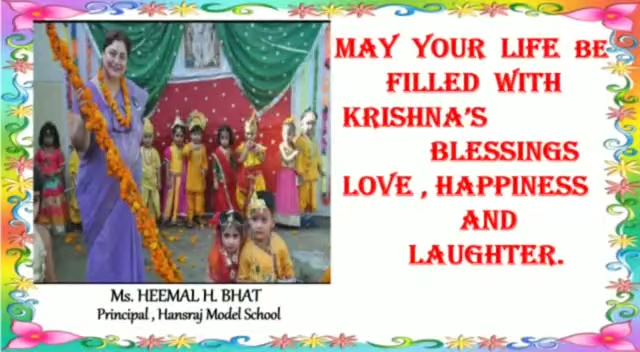 MAY YOUR LIFE BE
FILLED WITH
KRISHNA'S
BLESSINGS
LOVE , HAPPINESS
AND
LAUGHTER.
Ms. HEEMAL H. BHAT
Principal , Hansraj Model School